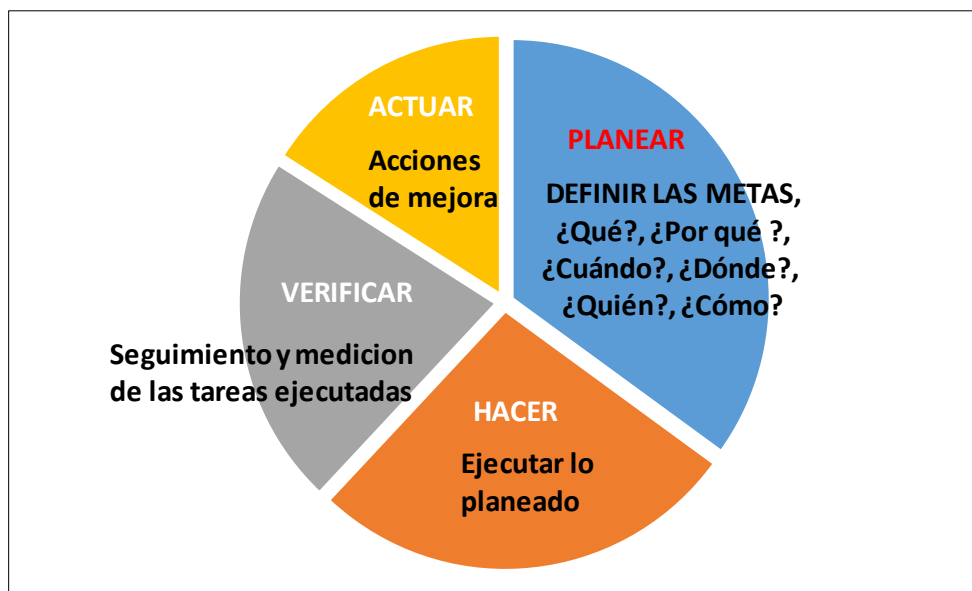 PLANEAR
DEFINIR LAS METAS,
¿Qué?, ¿Por qué ?,
¿Cuándo?, ¿Dónde?,
¿Quién?, ¿Cómo?
HACER
Ejecutar lo
planeado
VERIFICAR
Seguimiento y medicion
de las tareas ejecutadas
ACTUAR
Acciones
de mejora